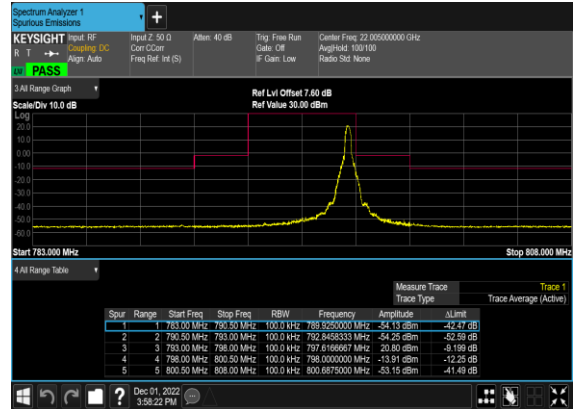 Spectrum Analyzer 1
Spurious Emissions
KEYSIGHT Input: RF Input Z: 50 Ω Atten: 40 dB Trig: Free Run Center Freq: 22.005000000 GHz
R T Coupling: DC Corr CCorr Gate: Off Avg|Hold: 100/100
Align: Auto Freq Ref: Int (S) IF Gain: Low Radio Std: None
PASS
3 All Range Graph
Ref Lvl Offset 7.60 dB
Scale/Div 10.0 dB Ref Value 30.00 dBm
Log
20.0
10.0
0.00
-10.0
-20.0
-30.0
-40.0
-50.0
-60.0
Start 783.000 MHz Stop 808.000 MHz
4 All Range Table
Measure Trace Trace 1
Trace Type Trace Average (Active)
Spur Range Start Freq Stop Freq RBW Frequency Amplitude ΔLimit
1 1 783.00 MHz 790.50 MHz 100.0 kHz 789.9250000 MHz -54.13 dBm -42.47 dB
2 2 790.50 MHz 793.00 MHz 100.0 kHz 792.8458333 MHz -54.25 dBm -52.59 dB
3 3 793.00 MHz 798.00 MHz 100.0 kHz 797.6166667 MHz 20.80 dBm -9.199 dB
4 4 798.00 MHz 800.50 MHz 100.0 kHz 798.0000000 MHz -13.91 dBm -12.25 dB
5 5 800.50 MHz 808.00 MHz 100.0 kHz 800.6875000 MHz -53.15 dBm -41.49 dB
Dec 01, 2022
3:58:22 PM